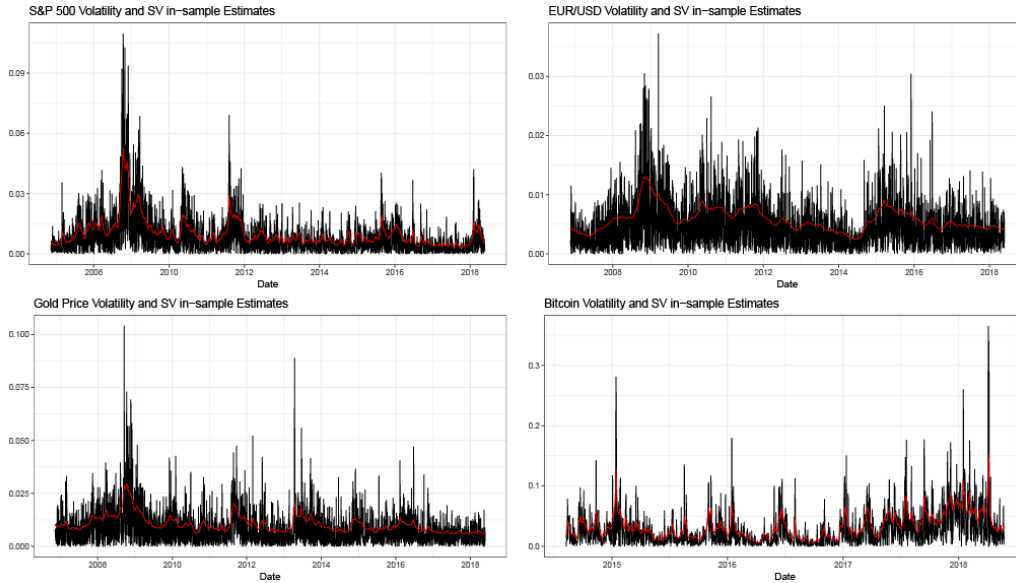 S&P 500 Volatility and SV in−sample Estimates
0.09
0.06
0.03
0.00
2008 2010 2012 2014 2016 2018
Date
EUR/USD Volatility and SV in−sample Estimates
0.03
0.02
0.01
0.00
2008 2010 2012 2014 2016 2018
Date
Gold Price Volatility and SV in−sample Estimates
0.100
0.075
0.050
0.025
0.000
2008 2010 2012 2014 2016 2018
Date
Bitcoin Volatility and SV in−sample Estimates
0.3
0.2
0.1
0.0
2015 2016 2017 2018
Date